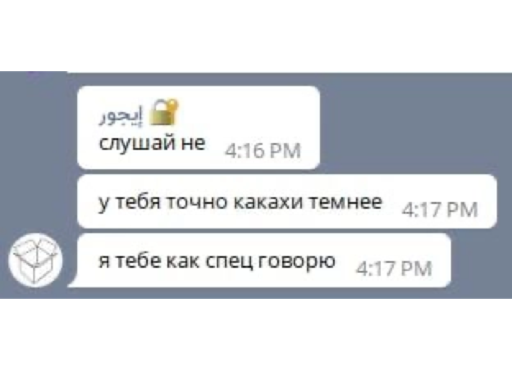 إيجور 🔐
слушай не 4:16 PM
у тебя точно какахи темнее 4:17 PM
я тебе как спец говорю 4:17 PM